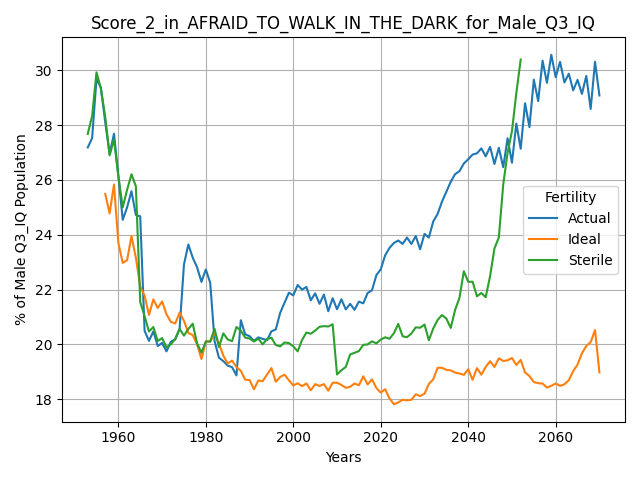 Score_2_in_AFRAID_TO_WALK_IN_THE_DARK_for_Male_Q3_IQ
% of Male Q3_IQ Population
30
28
26
24
22
20
18
Fertility
Actual
Ideal
Sterile
1960 1980 2000 2020 2040 2060
Years